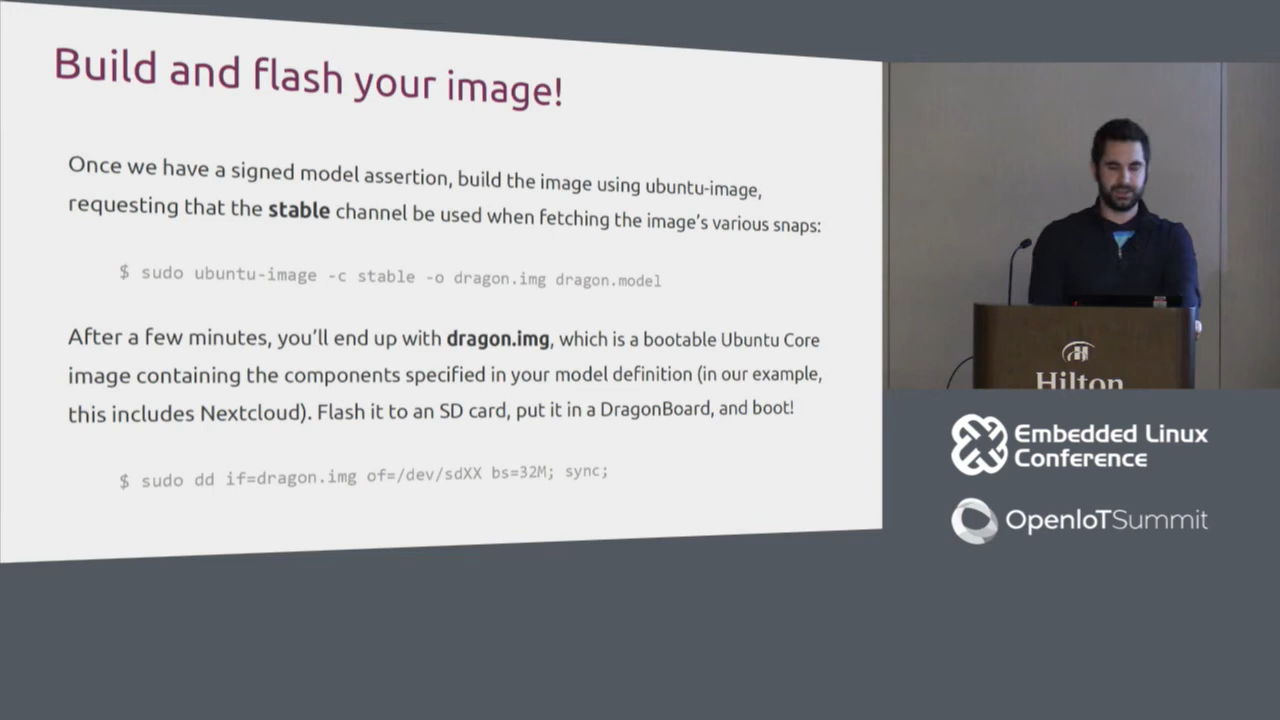 Build and flash your image!
Once we have a signed model assertion, build the image using ubuntu-image,
requesting that the stable channel be used when fetching the image's various snaps:
$ sudo ubuntu-image -c stable -o dragon.img dragon.model
After a few minutes, you'll end up with dragon.img, which is a bootable Ubuntu Core
image containing the components specified in your model definition (in our example,
this includes Nextcloud). Flash it to an SD card, put it in a DragonBoard, and boot!
$ sudo dd if=dragon.img of=/dev/sdXX bs=32M; sync;
H
Hilton
Embedded Linux
Conference
OpenIoTSummit